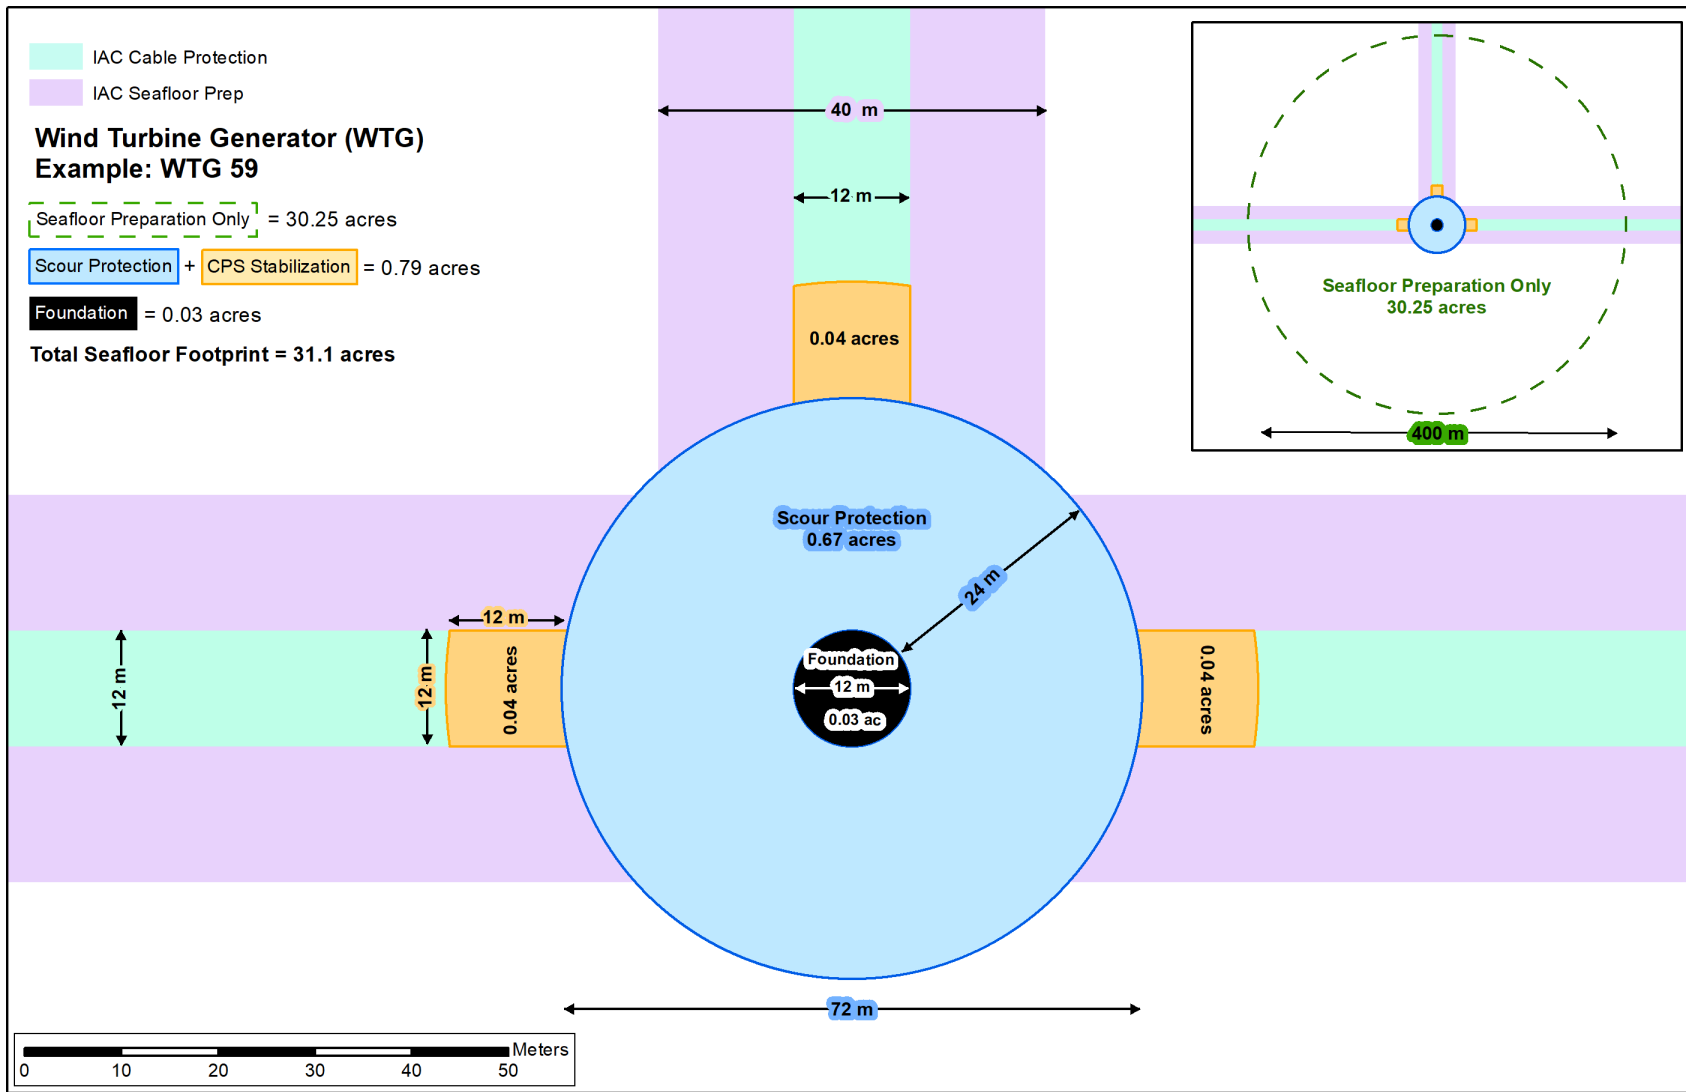 IAC Cable Protection
IAC Seafloor Prep
Wind Turbine Generator (WTG)
Example: WTG 59
Seafloor Preparation Only = 30.25 acres
Scour Protection + CPS Stabilization = 0.79 acres
Foundation = 0.03 acres
Total Seafloor Footprint = 31.1 acres
40 m
12 m
0.04 acres
Seafloor Preparation Only
30.25 acres
400 m
Scour Protection
0.67 acres
24 m
12 m
12 m
12 m
0.04 acres
Foundation
12 m
0.03 ac
0.04 acres
72 m
Meters
0 10 20 30 40 50